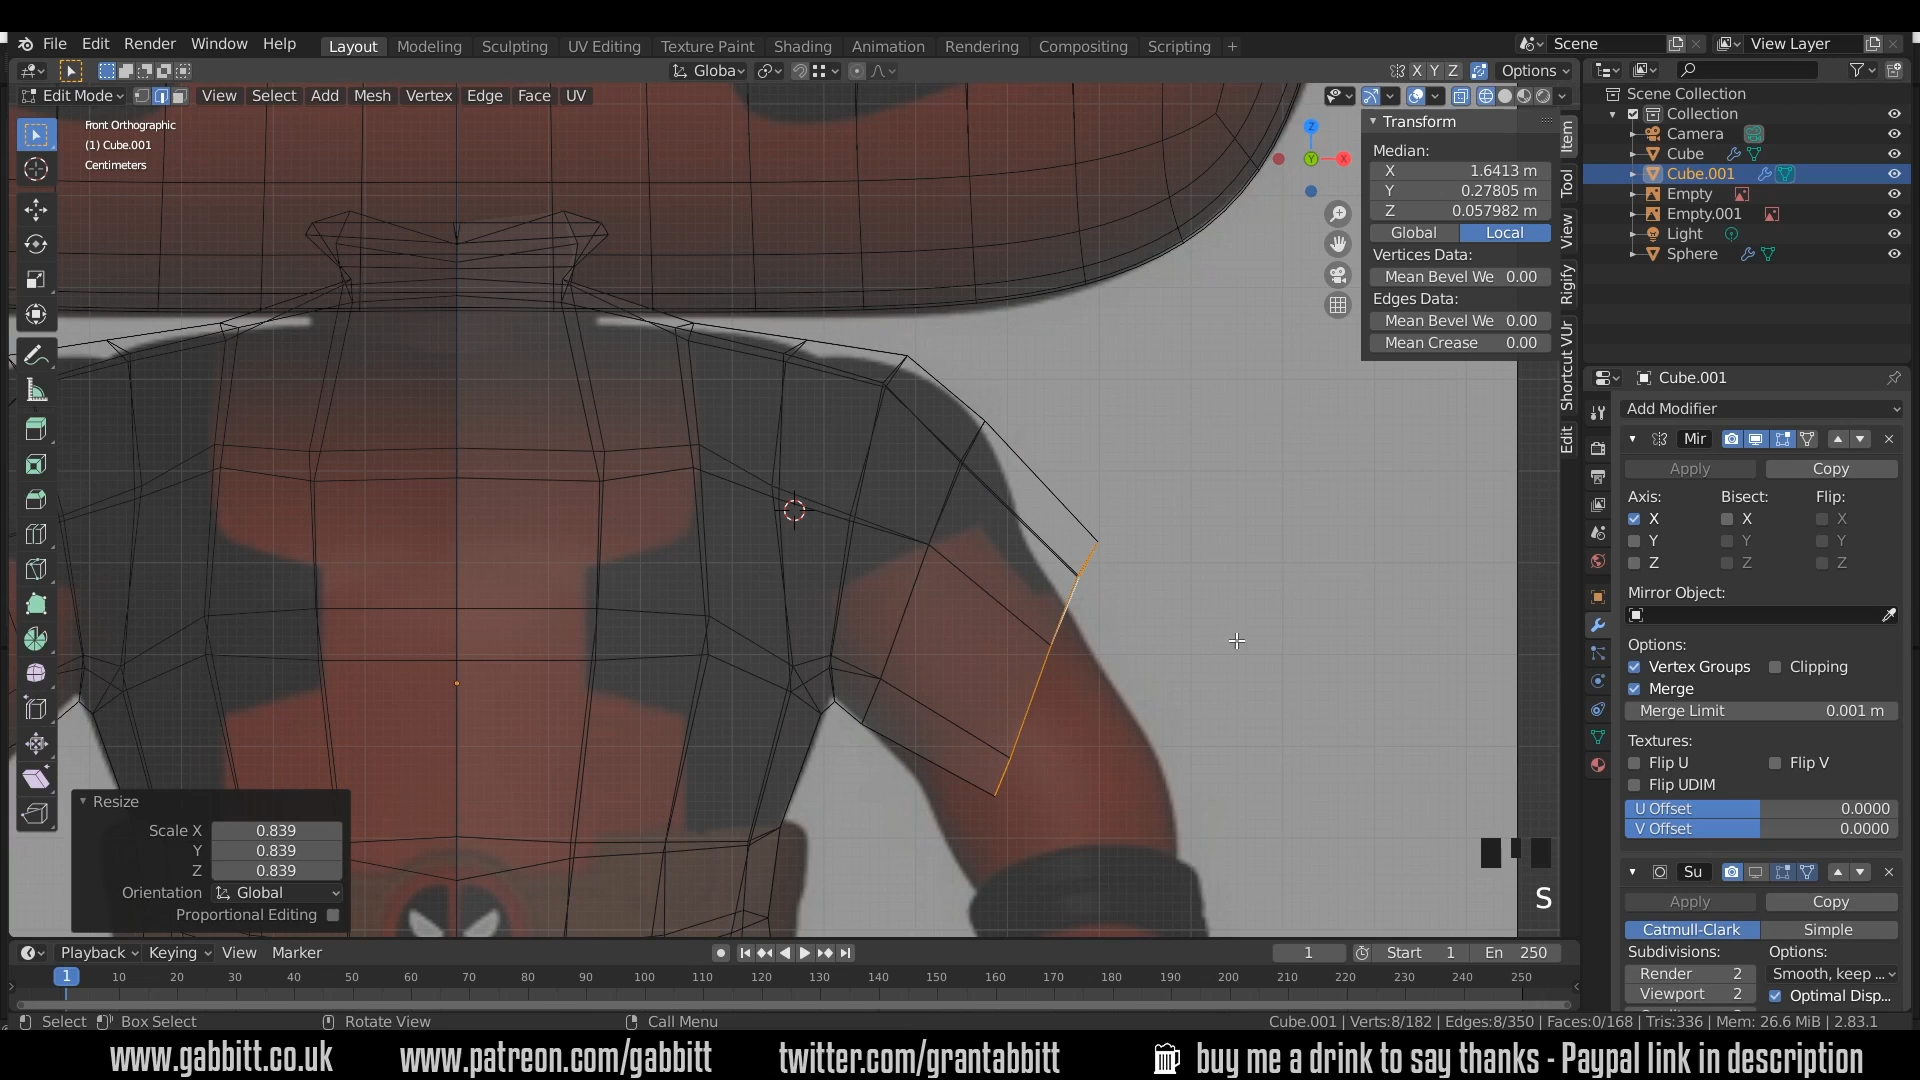 File Edit Render Window Help Layout Modeling Sculpting UV Editing Texture Paint Shading Animation Rendering Compositing Scripting + Scene View Layer
Globa X Y Z Options
Edit Mode View Select Add Mesh Vertex Edge Face UV
Front Orthographic
(1) Cube.001
Centimeters
Z
Y
X
Transform
Median:
X 1.6413 m
Y 0.27805 m
Z 0.057982 m
Global Local
Vertices Data:
Mean Bevel We 0.00
Edges Data:
Mean Bevel We 0.00
Mean Crease 0.00
Item
Tool
View
Rigify
Shortcut VUr
Edit
Scene Collection
Collection
Camera
Cube
Cube.001
Empty
Empty.001
Light
Sphere
Cube.001
Add Modifier
Mir
Apply Copy
Axis: Bisect: Flip:
X X X
Y Y Y
Z Z Z
Mirror Object:
Options:
Vertex Groups Clipping
Merge
Merge Limit 0.001 m
Textures:
Flip U Flip V
Flip UDIM
U Offset 0.0000
V Offset 0.0000
Su
Apply Copy
Catmull-Clark Simple
Subdivisions: Options:
Render 2 Smooth, keep ...
Viewport 2 Optimal Disp...
Resize
Scale X 0.839
Y 0.839
Z 0.839
Orientation Global
Proportional Editing
S
Playback Keying View Marker 1 Start 1 En 250
1 10 20 30 40 50 60 70 80 90 100 110 120 130 140 150 160 170 180 190 200 210 220 230 240 250
Select Box Select Rotate View Call Menu Cube.001 | Verts:8/182 | Edges:8/350 | Faces:0/168 | Tris:336 | Mem: 26.6 MiB | 2.83.1
www.gabbitt.co.uk www.patreon.com/gabbitt twitter.com/grantabbitt buy me a drink to say thanks - Paypal link in description